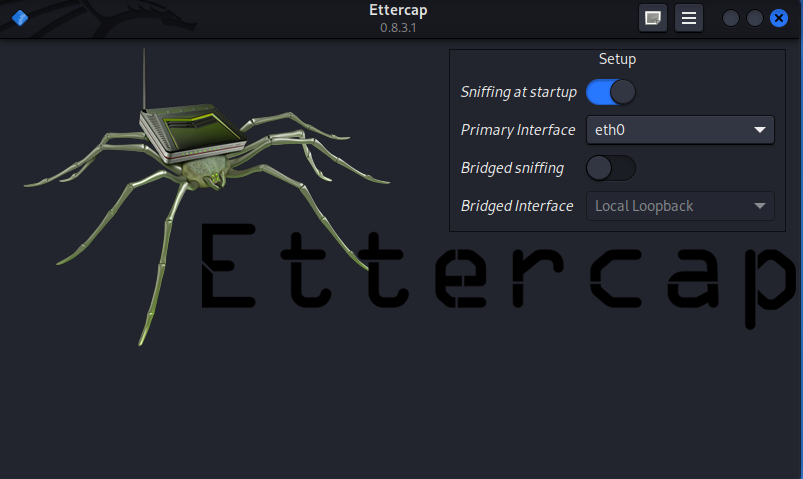 Ettercap
0.8.3.1
Setup
Sniffing at startup
Primary Interface eth0
Bridged sniffing
Bridged Interface Local Loopback
Ettercap